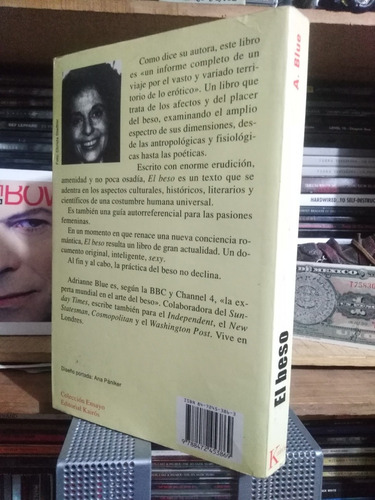 Como dice su autora, este libro
es «un informe completo de un
viaje por el vasto y variado terri-
torio de lo erótico». Un libro que
trata de los afectos y del placer
del beso, examinando el amplio
espectro de sus dimensiones, des-
de las antropológicas y fisiológi-
cas hasta las poéticas.
Escrito con enorme erudición,
amenidad y no poca osadía, El beso es un texto que se
adentra en los aspectos culturales, históricos, literarios y
científicos de una costumbre humana universal.
Es también una guía autorreferencial para las pasiones
femeninas.
En un momento en que renace una nueva conciencia ro-
mántica, El beso resulta un libro de gran actualidad. Un do-
cumento original, inteligente, sexy.
Al fin y al cabo, la práctica del beso no declina.
Adrianne Blue es, según la BBC y Channel 4, «la ex-
perta mundial en el arte del beso». Colaboradora del Sun-
day Times, escribe también para el Independent, el New
Statesman, Cosmopolitan y el Washington Post. Vive en
Londres.
Diseño portada: Ana Pániker
Colección Ensayo
Editorial Kairós
A. Blue
El beso
K
BOW
HARDWIRED
DE MEXICO